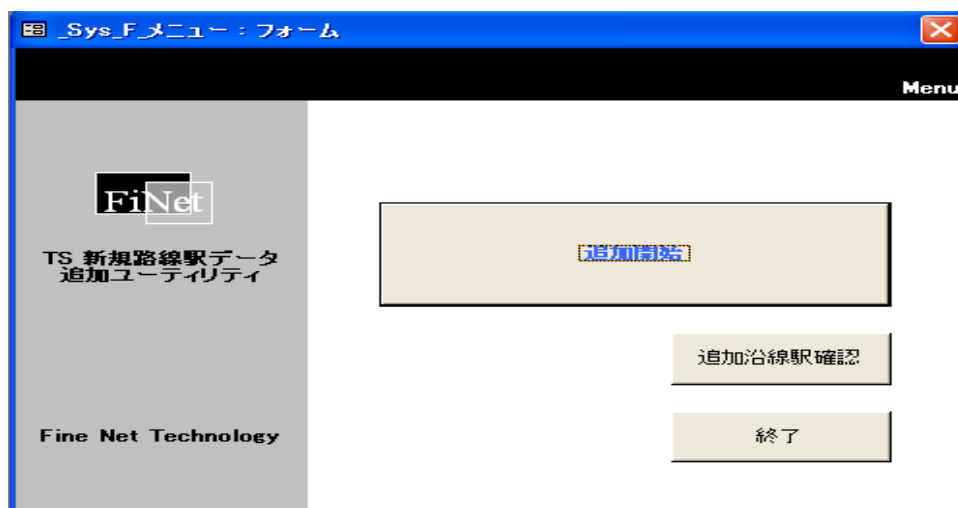 _Sys_F_メニュー : フォーム
Menu
FiNet
TS 新規路線駅データ
追加ユーティリティ
追加開始
追加沿線駅確認
Fine Net Technology
終了